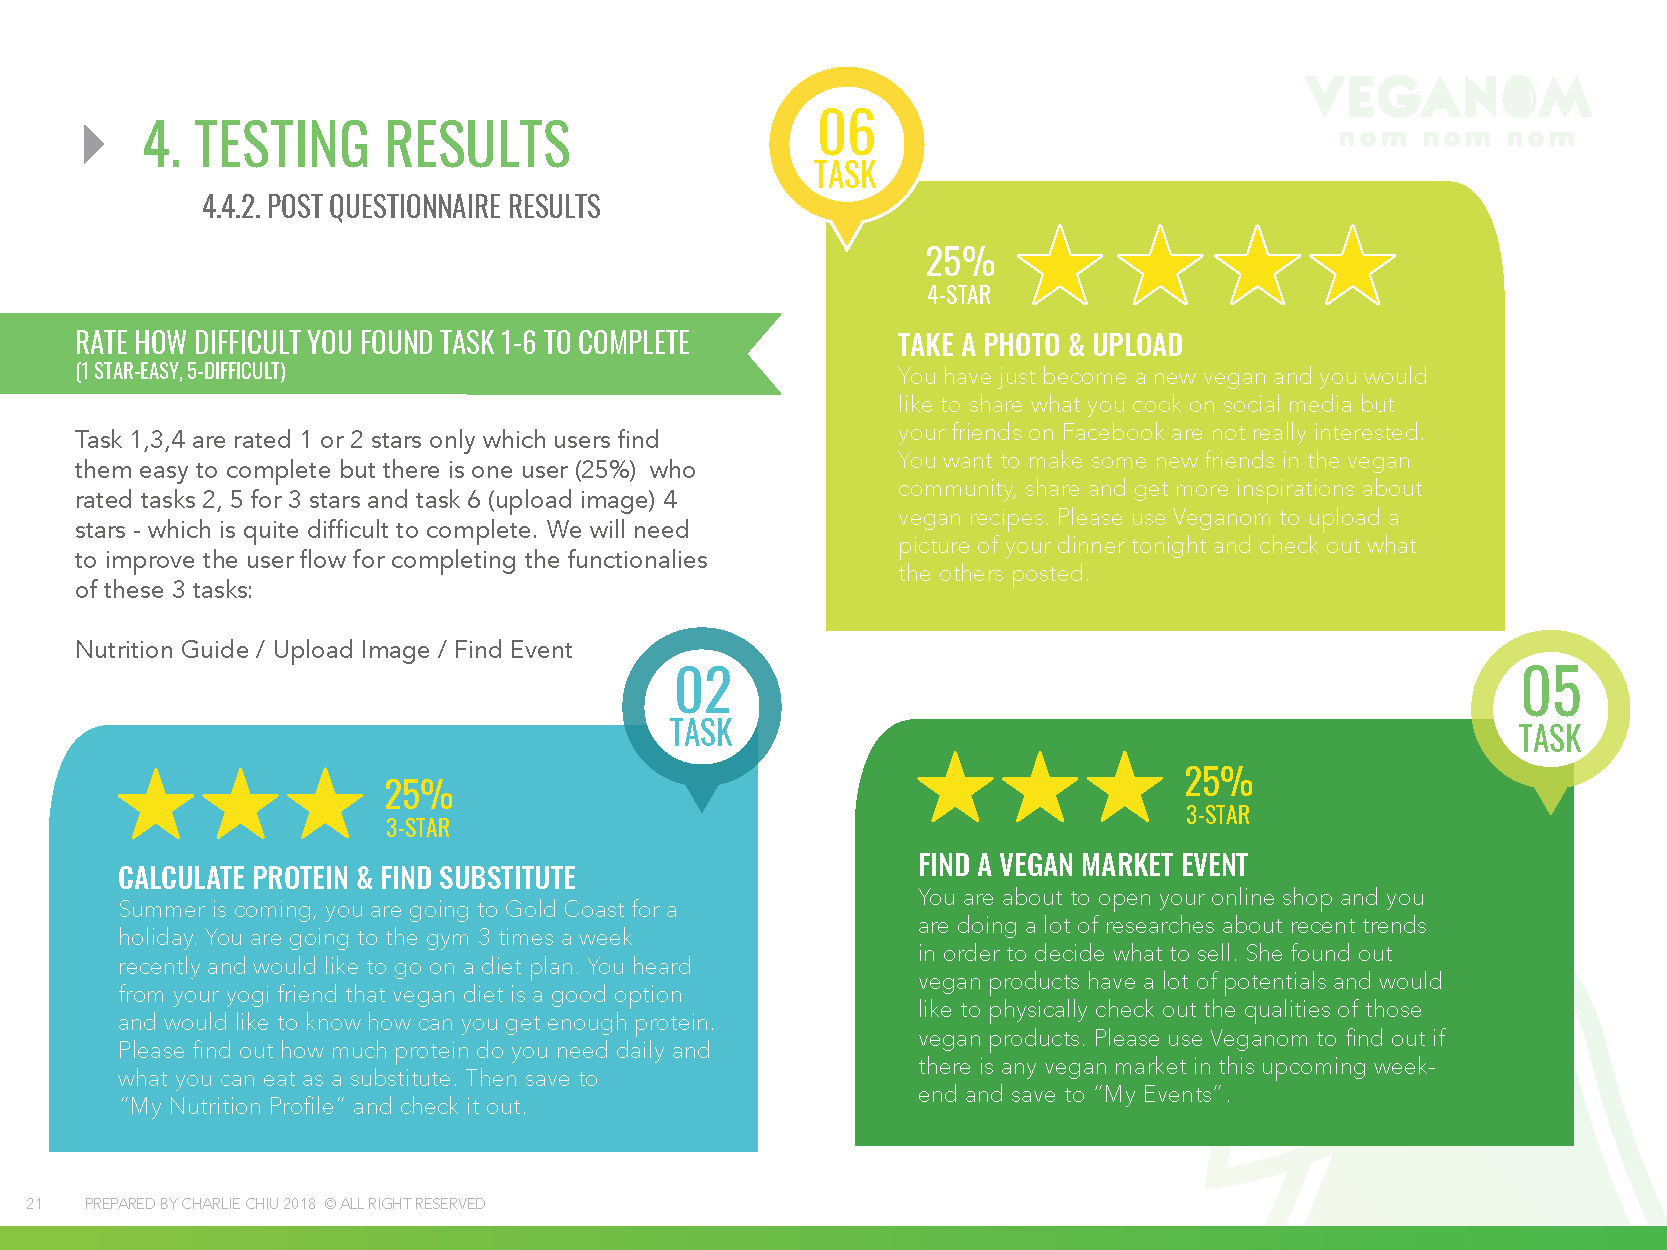 4. TESTING RESULTS
4.4.2. POST QUESTIONNAIRE RESULTS
VEGANOM
nom nom nom
RATE HOW DIFFICULT YOU FOUND TASK 1-6 TO COMPLETE
(1 STAR-EASY, 5-DIFFICULT)
Task 1,3,4 are rated 1 or 2 stars only which users find
them easy to complete but there is one user (25%) who
rated tasks 2, 5 for 3 stars and task 6 (upload image) 4
stars - which is quite difficult to complete. We will need
to improve the user flow for completing the functionalies
of these 3 tasks:
Nutrition Guide / Upload Image / Find Event
06
TASK
25%
4-STAR
TAKE A PHOTO & UPLOAD
You have just become a new vegan and you would
like to share what you cook on social media but
your friends on Facebook are not really interested.
You want to make some new friends in the vegan
community, share and get more inspirations about
vegan recipes. Please use Veganom to upload a
picture of your dinner tonight and check out what
the others posted.
02
TASK
25%
3-STAR
CALCULATE PROTEIN & FIND SUBSTITUTE
Summer is coming, you are going to Gold Coast for a
holiday. You are going to the gym 3 times a week
recently and would like to go on a diet plan. You heard
from your yogi friend that vegan diet is a good option
and would like to know how can you get enough protein.
Please find out how much protein do you need daily and
what you can eat as a substitute. Then save to
“My Nutrition Profile” and check it out.
05
TASK
25%
3-STAR
FIND A VEGAN MARKET EVENT
You are about to open your online shop and you
are doing a lot of researches about recent trends
in order to decide what to sell. She found out
vegan products have a lot of potentials and would
like to physically check out the qualities of those
vegan products. Please use Veganom to find out if
there is any vegan market in this upcoming week-
end and save to “My Events”.
21 PREPARED BY CHARLIE CHIU 2018 © ALL RIGHT RESERVED